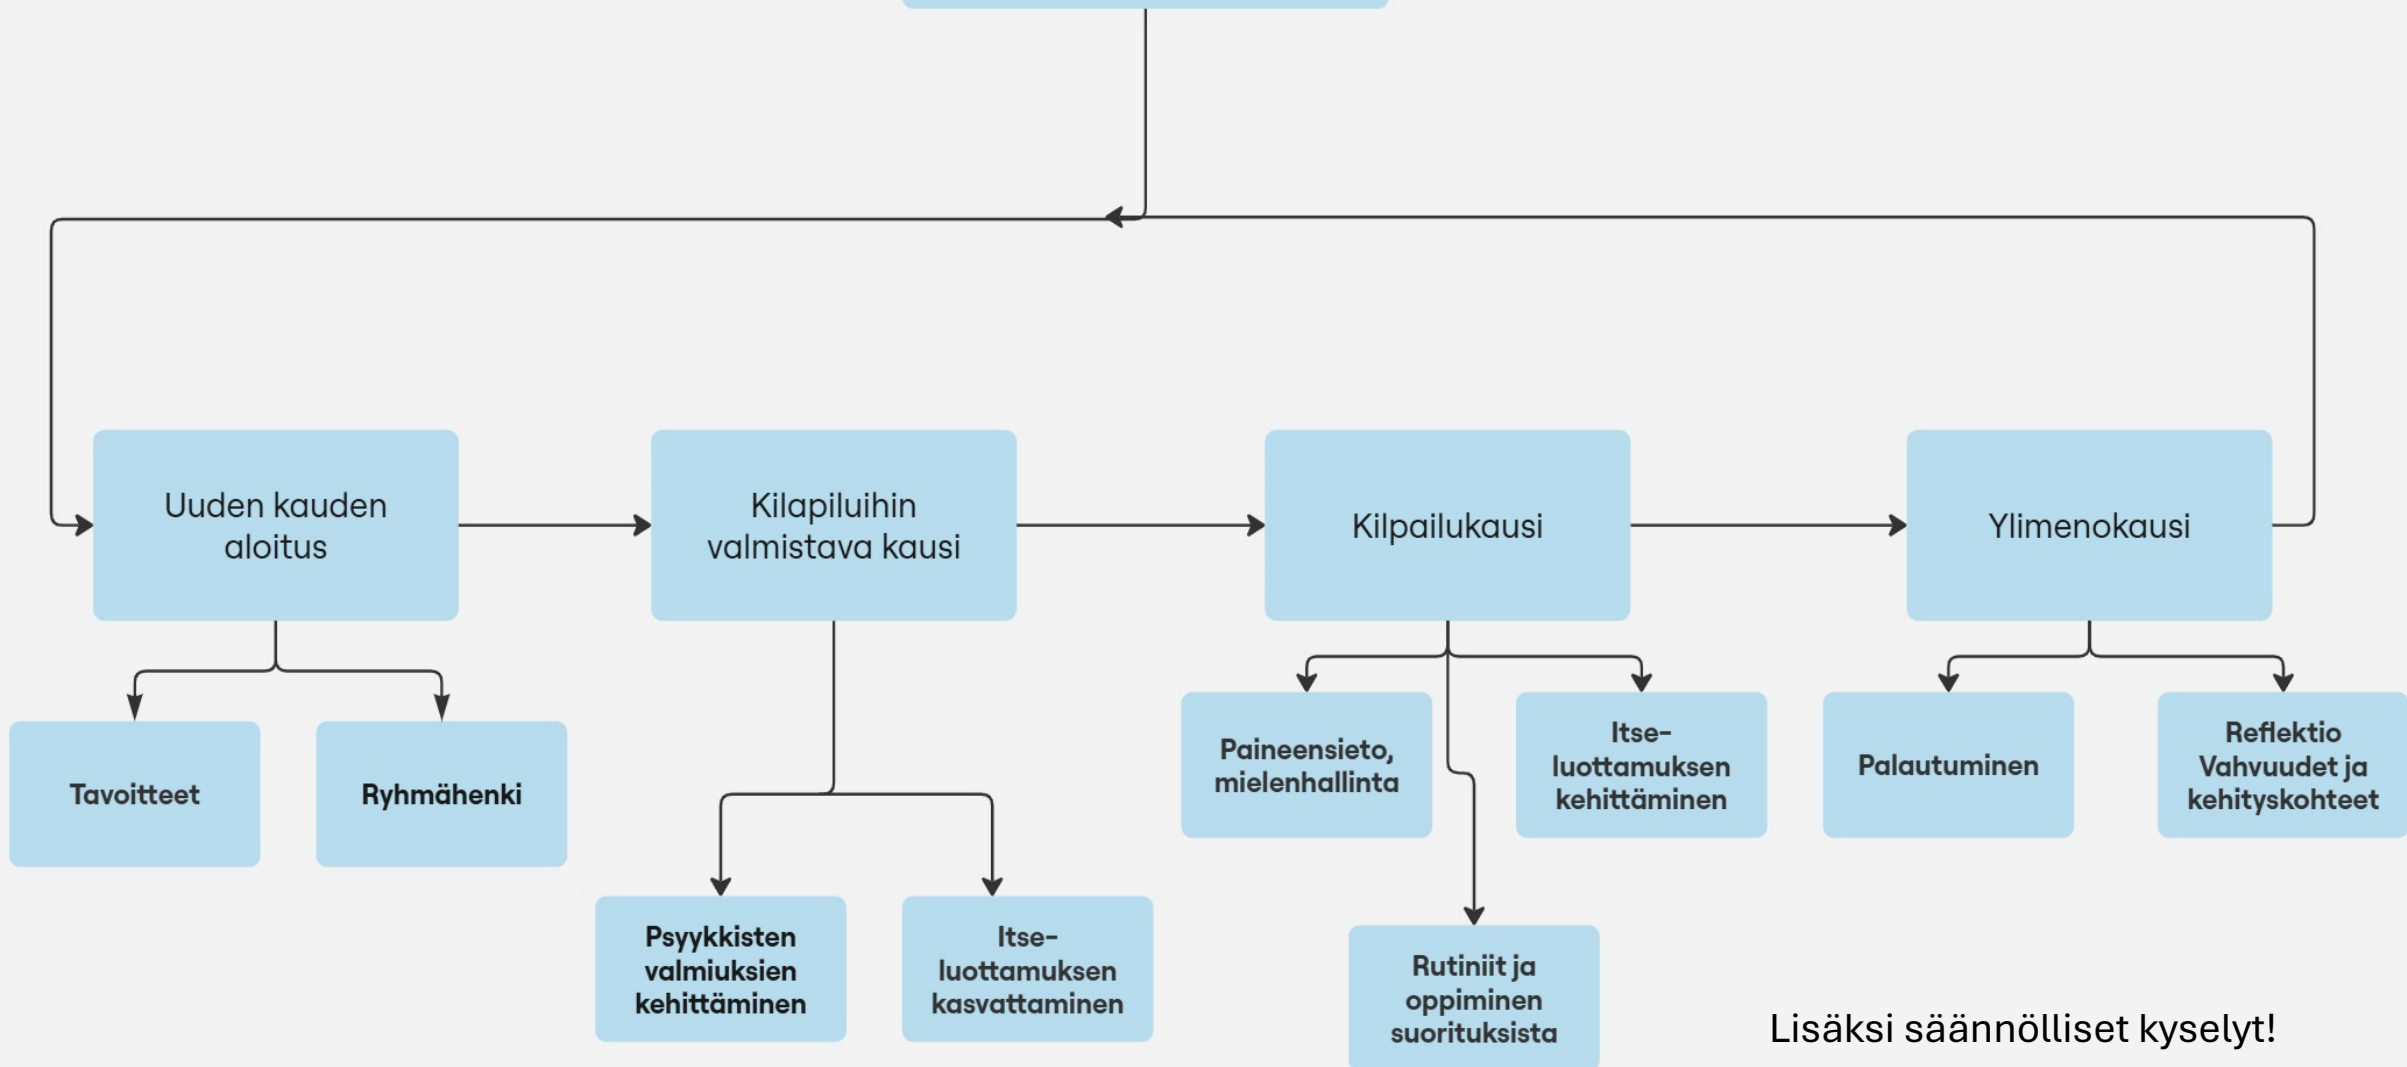 Uuden kauden
aloitus
Kilapiluihin
valmistava kausi
Kilpailukausi
Ylimenokausi
Tavoitteet
Ryhmähenki
Psyykkisten
valmiuksien
kehittäminen
Itse-
luottamuksen
kasvattaminen
Paineensieto,
mielenhallinta
Itse-
luottamuksen
kehittäminen
Rutiniit ja
oppiminen
suorituksista
Palautuminen
Reflektio
Vahvuudet ja
kehityskohteet
Lisäksi säännölliset kyselyt!